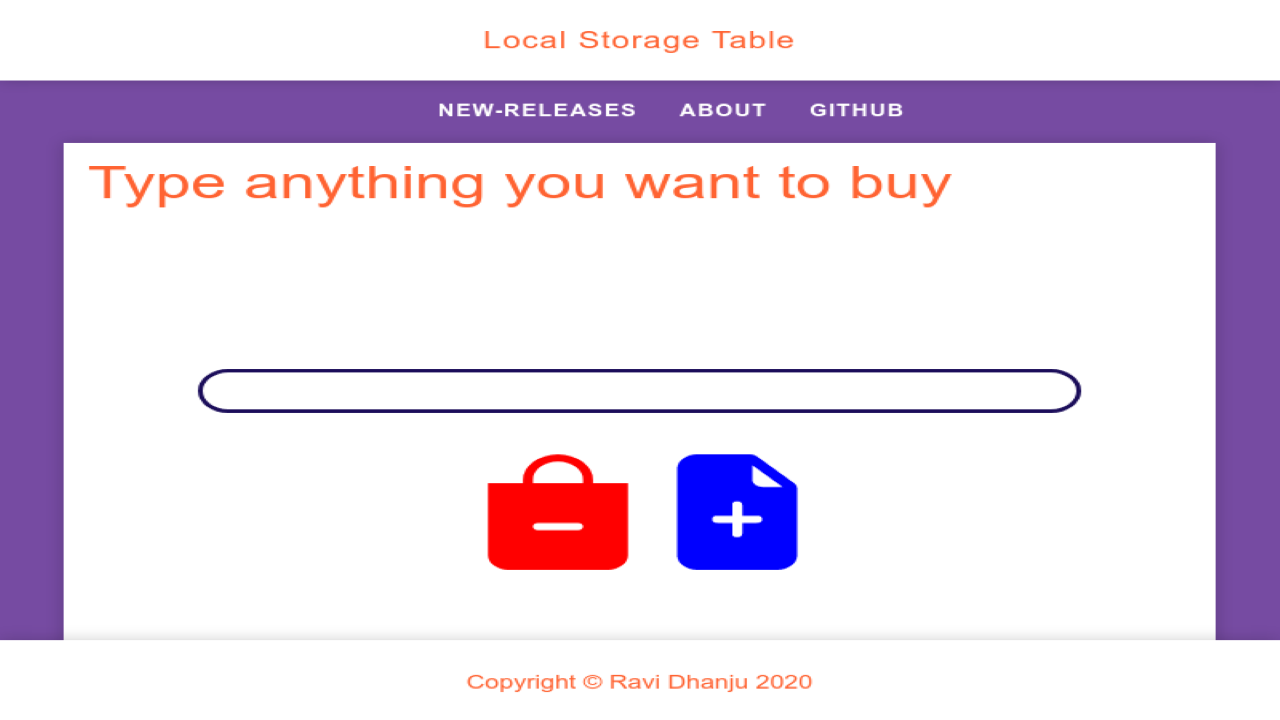 Local Storage Table
NEW-RELEASES ABOUT GITHUB
Type anything you want to buy
Copyright © Ravi Dhanju 2020